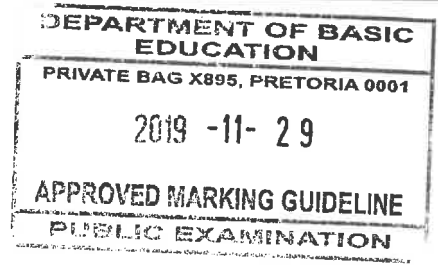 DEPARTMENT OF BASIC
EDUCATION
PRIVATE BAG X895, PRETORIA 0001
2019 -11- 29
APPROVED MARKING GUIDELINE
PUBLIC EXAMINATION